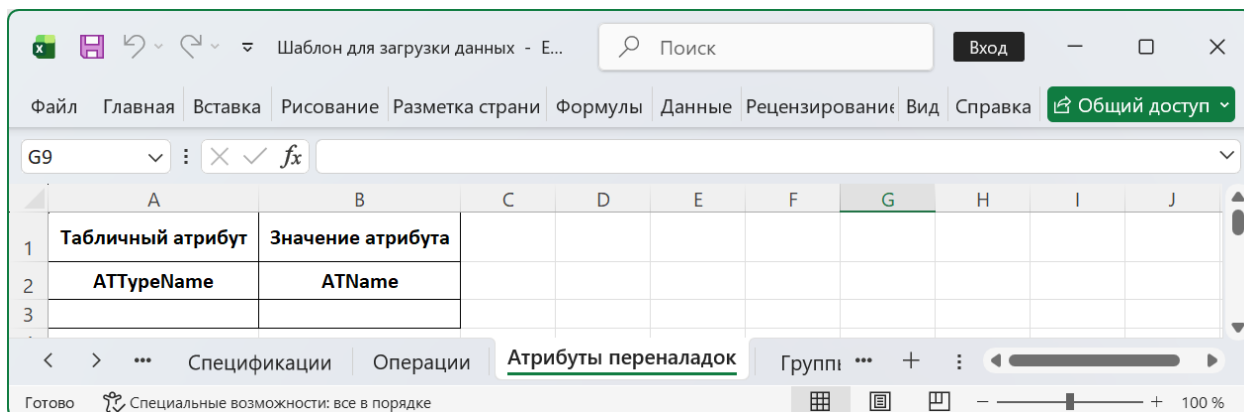 Шаблон для загрузки данных - E...
Поиск
Вход
Файл Главная Вставка Рисование Разметка страни Формулы Данные Рецензировани Вид Справка Общий доступ
G9 fx
A B C D E F G H I J
1 Табличный атрибут Значение атрибута
2 ATTypeName ATName
3
Спецификации Операции Атрибуты переналадок Группы
Готово Специальные возможности: все в порядке 100 %